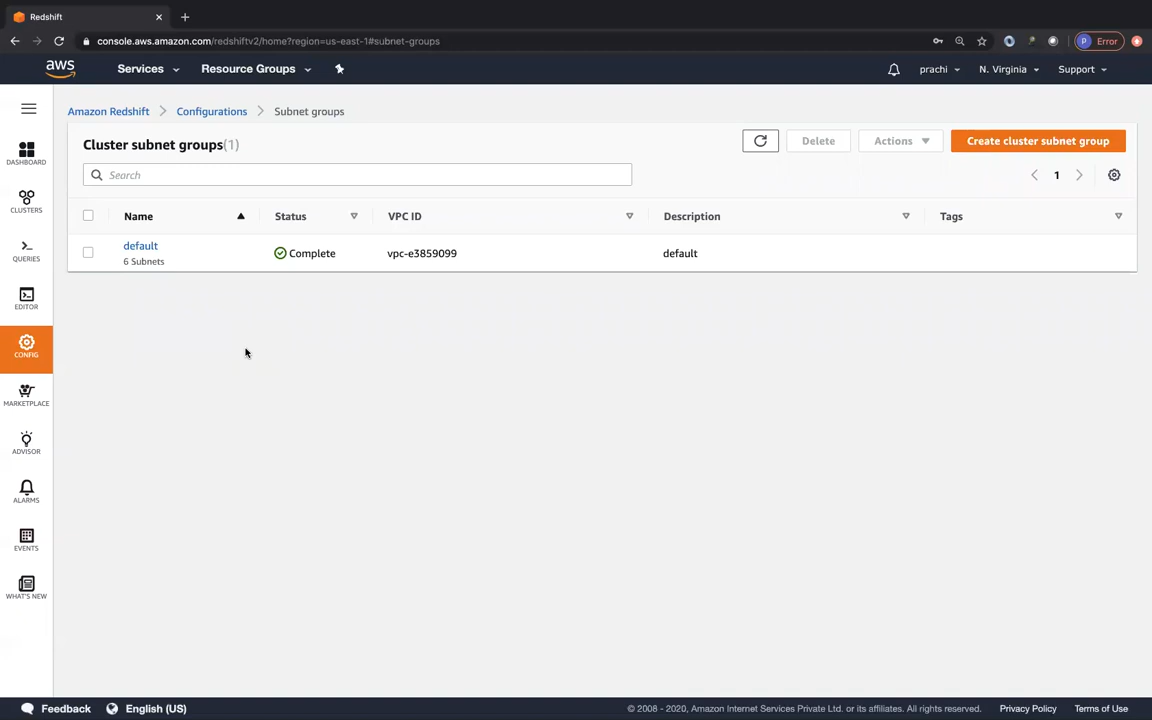 Redshift
console.aws.amazon.com/redshiftv2/home?region=us-east-1#subnet-groups
P Error
aws Services Resource Groups prachi N. Virginia Support
Amazon Redshift Configurations Subnet groups
Cluster subnet groups(1) Delete Actions Create cluster subnet group
Search 1
Name Status VPC ID Description Tags
default Complete vpc-e3859099 default
6 Subnets
DASHBOARD
CLUSTERS
QUERIES
EDITOR
CONFIG
MARKETPLACE
ADVISOR
ALARMS
EVENTS
WHAT'S NEW
Feedback English (US) © 2008 - 2020, Amazon Internet Services Private Ltd. or its affiliates. All rights reserved. Privacy Policy Terms of Use